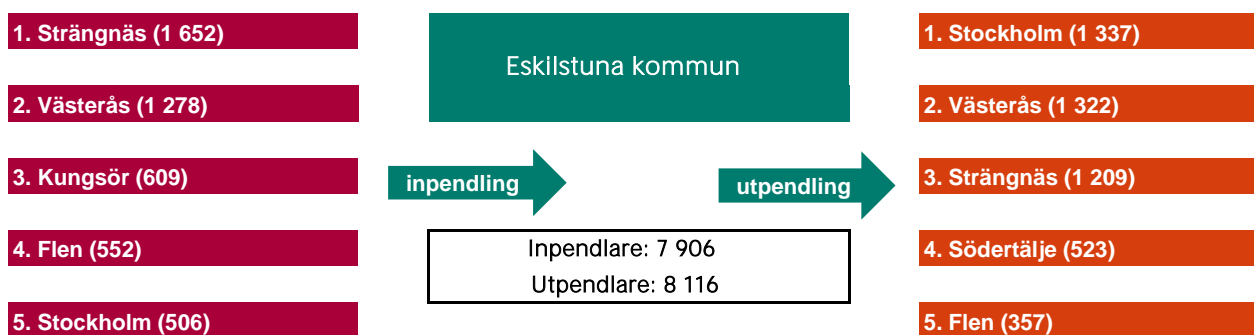 1. Strängnäs (1 652)
2. Västerås (1 278)
3. Kungsör (609)
4. Flen (552)
5. Stockholm (506)
Eskilstuna kommun
inpendling
utpendling
Inpendlare: 7 906
Utpendlare: 8 116
1. Stockholm (1 337)
2. Västerås (1 322)
3. Strängnäs (1 209)
4. Södertälje (523)
5. Flen (357)